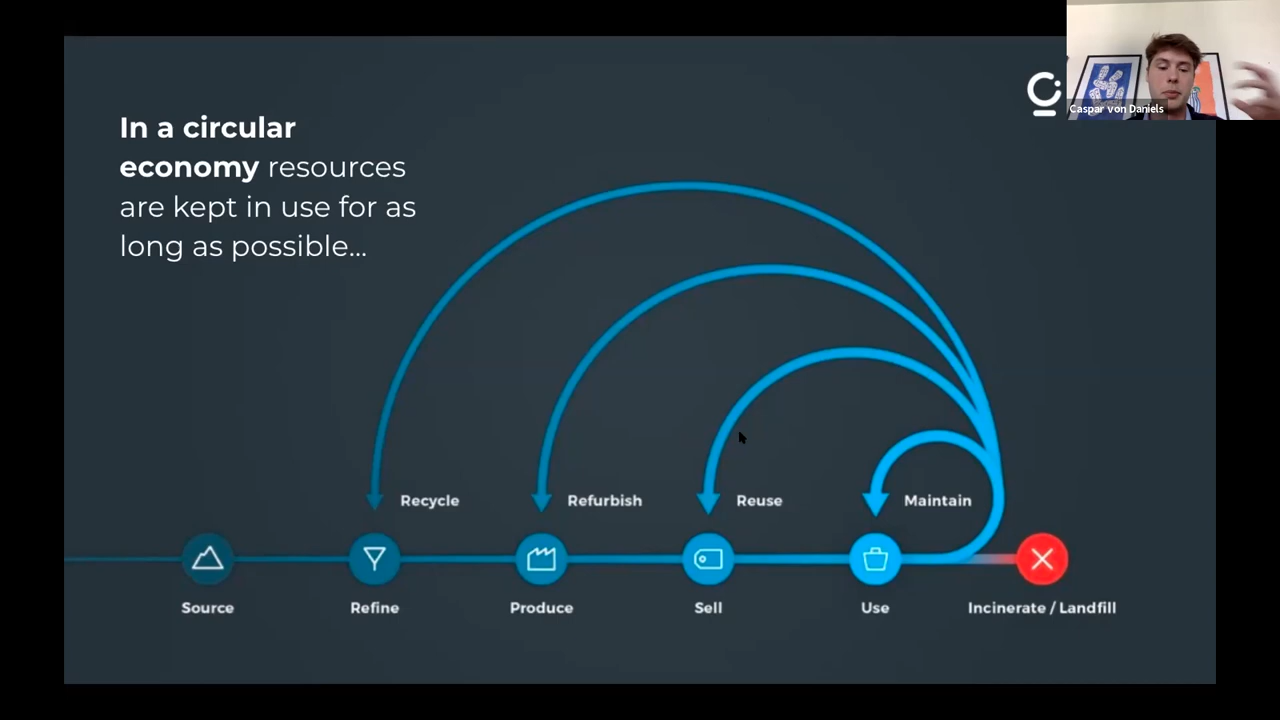 In a circular
economy resources
are kept in use for as
long as possible...
Caspar von Daniels
Recycle
Refurbish
Reuse
Maintain
Source
Refine
Produce
Sell
Use
Incinerate / Landfill